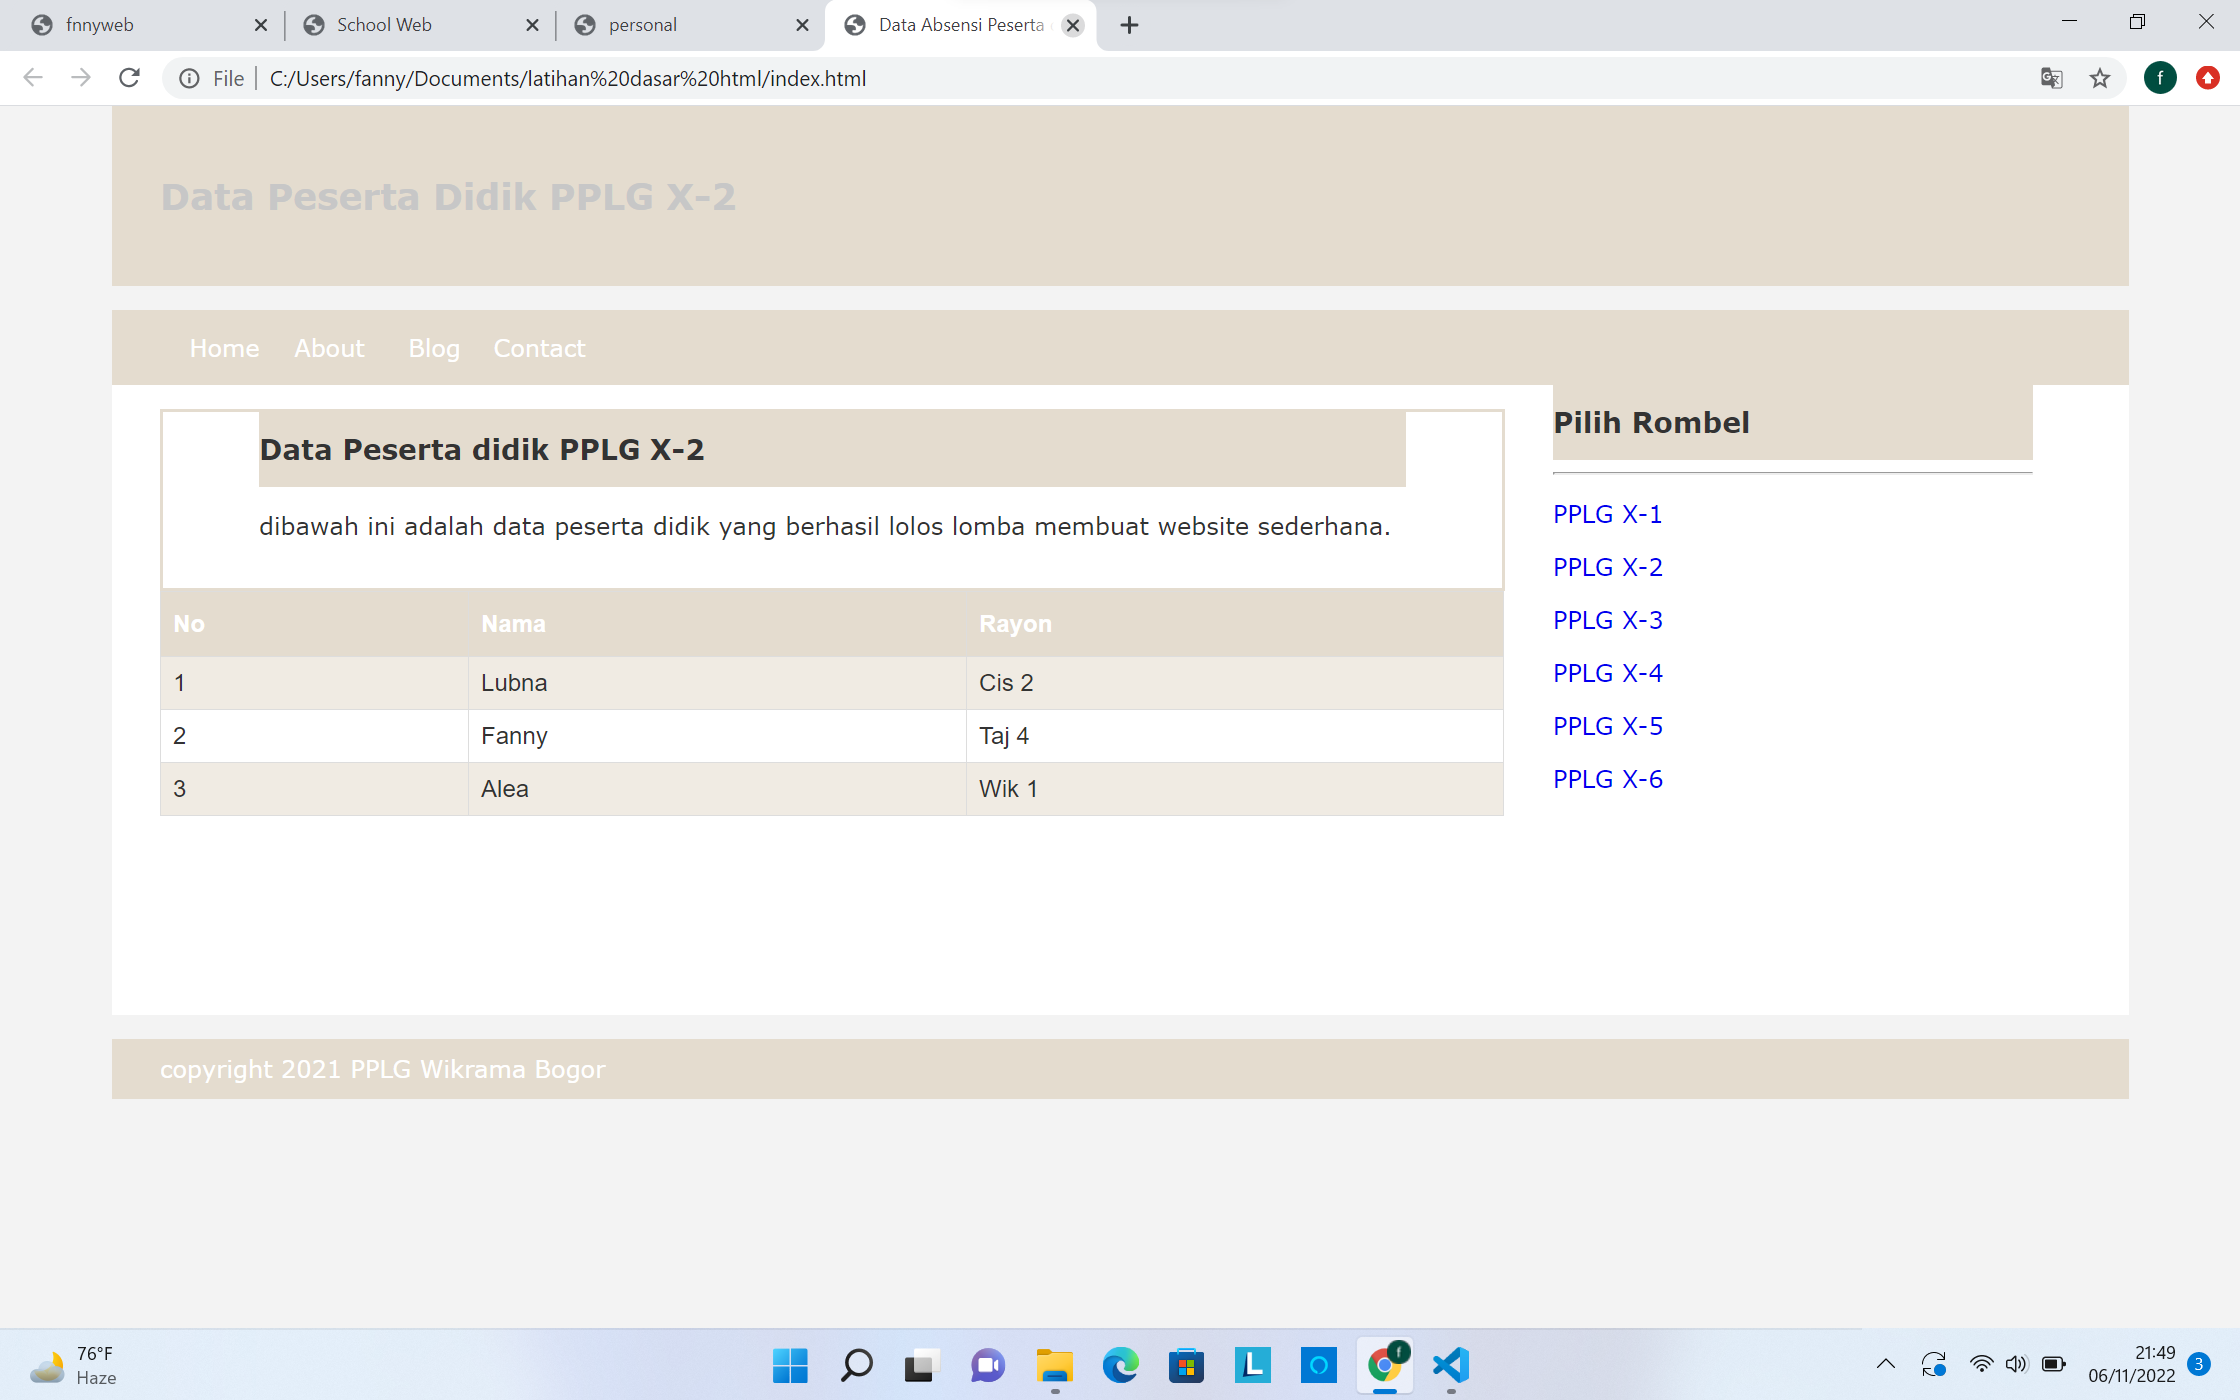 fnnyweb
School Web
personal
Data Absensi Peserta
File
C:/Users/fanny/Documents/latihan%20dasar%20html/index.html
f
Data Peserta Didik PPLG X-2
Home About Blog Contact
Data Peserta didik PPLG X-2
dibawah ini adalah data peserta didik yang berhasil lolos lomba membuat website sederhana.
No Nama Rayon
1 Lubna Cis 2
2 Fanny Taj 4
3 Alea Wik 1
Pilih Rombel
PPLG X-1
PPLG X-2
PPLG X-3
PPLG X-4
PPLG X-5
PPLG X-6
copyright 2021 PPLG Wikrama Bogor
76°F
Haze
L
f
21:49
06/11/2022
3